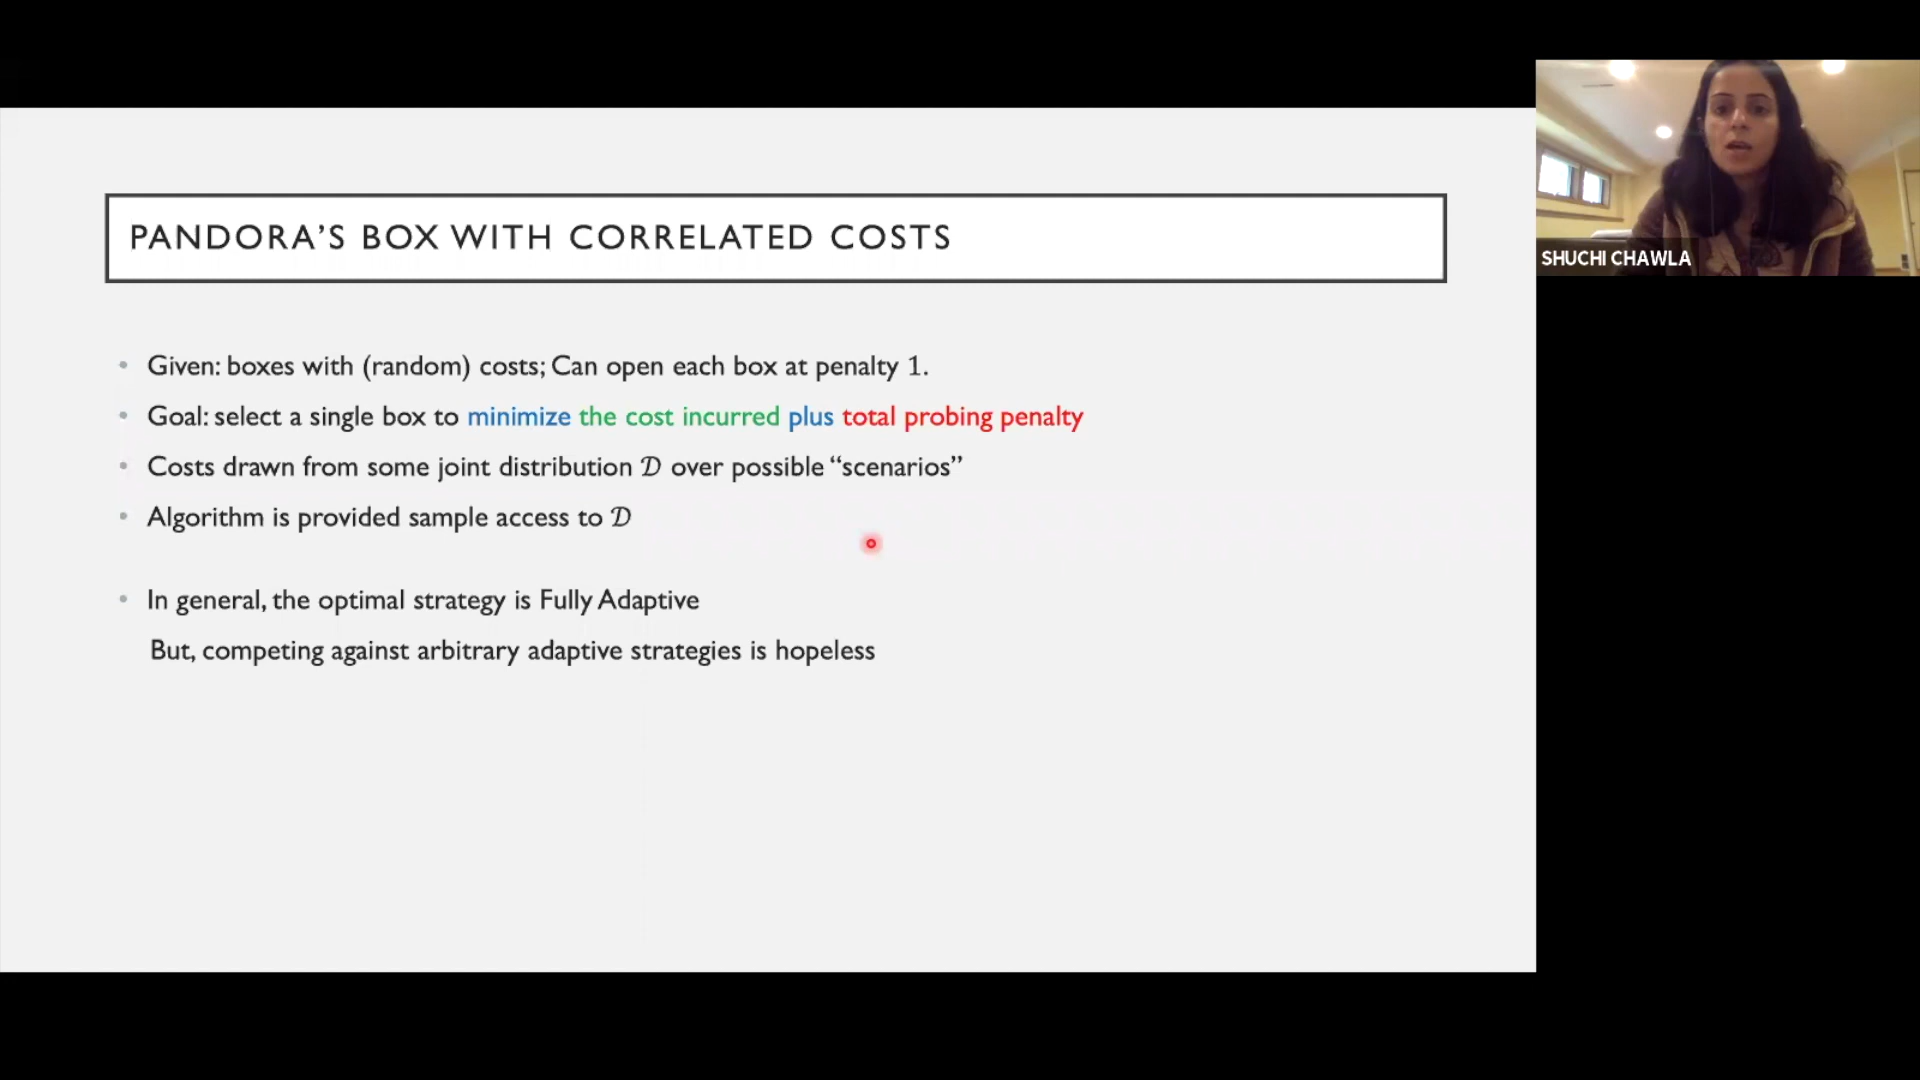 PANDORA'S BOX WITH CORRELATED COSTS
• Given: boxes with (random) costs; Can open each box at penalty 1.
• Goal: select a single box to minimize the cost incurred plus total probing penalty
• Costs drawn from some joint distribution 𝒟 over possible “scenarios”
• Algorithm is provided sample access to 𝒟
• In general, the optimal strategy is Fully Adaptive
But, competing against arbitrary adaptive strategies is hopeless
SHUCHI CHAWLA